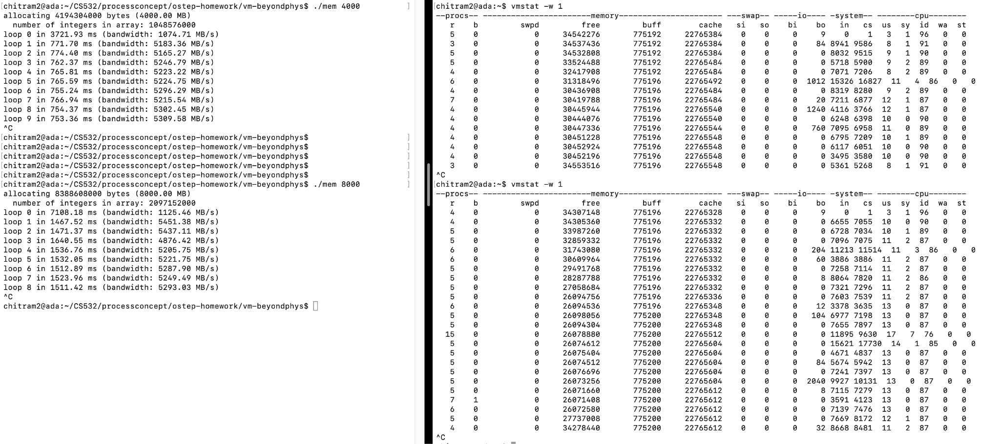 chitram2@ada:~/CS532/processconcept/ostep-homework/vm-beyondphys$ ./mem 4000
allocating 4194304000 bytes (4000.00 MB)
  number of integers in array: 1048576000
loop 0 in 3721.93 ms (bandwidth: 1074.71 MB/s)
loop 1 in 771.70 ms (bandwidth: 5183.36 MB/s)
loop 2 in 774.40 ms (bandwidth: 5165.27 MB/s)
loop 3 in 762.37 ms (bandwidth: 5246.79 MB/s)
loop 4 in 765.81 ms (bandwidth: 5223.22 MB/s)
loop 5 in 765.59 ms (bandwidth: 5224.75 MB/s)
loop 6 in 755.24 ms (bandwidth: 5296.29 MB/s)
loop 7 in 766.94 ms (bandwidth: 5215.54 MB/s)
loop 8 in 754.37 ms (bandwidth: 5302.45 MB/s)
loop 9 in 753.36 ms (bandwidth: 5309.58 MB/s)
^C
[chitram2@ada:~/CS532/processconcept/ostep-homework/vm-beyondphys$ ]
[chitram2@ada:~/CS532/processconcept/ostep-homework/vm-beyondphys$ ]
[chitram2@ada:~/CS532/processconcept/ostep-homework/vm-beyondphys$ ]
[chitram2@ada:~/CS532/processconcept/ostep-homework/vm-beyondphys$ ]
[chitram2@ada:~/CS532/processconcept/ostep-homework/vm-beyondphys$ ]
[chitram2@ada:~/CS532/processconcept/ostep-homework/vm-beyondphys$ ./mem 8000 ]
allocating 8388608000 bytes (8000.00 MB)
  number of integers in array: 2097152000
loop 0 in 7108.18 ms (bandwidth: 1125.46 MB/s)
loop 1 in 1467.52 ms (bandwidth: 5451.38 MB/s)
loop 2 in 1471.37 ms (bandwidth: 5437.11 MB/s)
loop 3 in 1640.55 ms (bandwidth: 4876.42 MB/s)
loop 4 in 1536.76 ms (bandwidth: 5205.75 MB/s)
loop 5 in 1532.05 ms (bandwidth: 5221.75 MB/s)
loop 6 in 1512.89 ms (bandwidth: 5287.90 MB/s)
loop 7 in 1523.96 ms (bandwidth: 5249.49 MB/s)
loop 8 in 1511.42 ms (bandwidth: 5293.03 MB/s)
^C
chitram2@ada:~/CS532/processconcept/ostep-homework/vm-beyondphys$
[chitram2@ada:~$ vmstat -w 1
--procs-- -----------------------memory---------------------- ---swap-- -----io---- -system-- --------cpu--------
r b swpd free buff cache si so bi bo in cs us sy id wa st
5 0 0 34542276 775192 22765384 0 0 0 9 0 1 3 1 96 0 0
3 0 0 34537436 775192 22765384 0 0 0 84 8941 9586 8 1 91 0 0
5 0 0 34532808 775192 22765384 0 0 0 0 8032 9515 9 1 90 0 0
5 0 0 33524488 775192 22765484 0 0 0 0 5718 5900 9 2 89 0 0
4 0 0 32417908 775192 22765484 0 0 0 0 7071 7206 8 2 89 0 0
6 0 0 31318496 775196 22765492 0 0 0 1012 15326 16827 11 4 86 0 0
4 0 0 30436908 775196 22765484 0 0 0 0 8319 8280 9 2 89 0 0
7 0 0 30419788 775196 22765484 0 0 0 20 7211 6877 12 1 87 0 0
4 0 0 30445944 775196 22765540 0 0 0 1240 4116 3766 12 1 87 0 0
4 0 0 30444076 775196 22765540 0 0 0 0 6248 6398 10 0 90 0 0
4 0 0 30447336 775196 22765544 0 0 0 760 7095 6958 11 0 89 0 0
4 0 0 30451228 775196 22765548 0 0 0 0 6795 7209 10 1 89 0 0
4 0 0 30452924 775196 22765548 0 0 0 0 6117 6051 10 0 90 0 0
4 0 0 30452196 775196 22765548 0 0 0 0 3495 3580 10 0 90 0 0
3 0 0 34553516 775196 22765548 0 0 0 0 5361 5268 8 1 91 0 0
^C
[chitram2@ada:~$ vmstat -w 1
--procs-- -----------------------memory---------------------- ---swap-- -----io---- -system-- --------cpu--------
r b swpd free buff cache si so bi bo in cs us sy id wa st
4 0 0 34307148 775196 22765328 0 0 0 9 0 1 3 1 96 0 0
4 0 0 34305360 775196 22765332 0 0 0 0 6655 7055 10 0 90 0 0
5 0 0 33987260 775196 22765332 0 0 0 0 6728 7034 10 1 89 0 0
5 0 0 32859332 775196 22765332 0 0 0 0 7096 7075 11 2 87 0 0
6 0 0 31743080 775196 22765332 0 0 0 204 11213 11514 11 3 86 0 0
6 0 0 30609964 775196 22765332 0 0 0 60 3886 3886 11 2 87 0 0
5 0 0 29491768 775196 22765332 0 0 0 0 7258 7114 11 2 87 0 0
5 0 0 28287788 775196 22765332 0 0 0 8 8064 7820 11 2 86 0 0
5 0 0 27058684 775196 22765332 0 0 0 0 7321 7296 11 2 87 0 0
5 0 0 26094756 775196 22765336 0 0 0 0 7603 7539 11 2 87 0 0
6 0 0 26094536 775196 22765348 0 0 0 12 3378 3635 13 0 87 0 0
5 0 0 26098056 775200 22765348 0 0 0 104 6977 7198 13 0 87 0 0
5 0 0 26094304 775200 22765348 0 0 0 0 7655 7897 13 0 87 0 0
15 0 0 26078880 775200 22765512 0 0 0 0 11895 9630 17 7 76 0 0
5 0 0 26074612 775200 22765604 0 0 0 0 15621 17730 14 1 85 0 0
5 0 0 26075404 775200 22765604 0 0 0 0 4671 4837 13 0 87 0 0
5 0 0 26074512 775200 22765604 0 0 0 84 5674 5942 13 0 87 0 0
5 0 0 26076696 775200 22765604 0 0 0 0 7241 7397 13 0 87 0 0
5 0 0 26073256 775200 22765604 0 0 0 2040 9927 10131 13 0 87 0 0
5 0 0 26071660 775200 22765612 0 0 0 8 7115 7279 13 0 87 0 0
7 1 0 26071408 775200 22765612 0 0 0 0 3591 4123 13 0 87 0 0
6 0 0 26072580 775200 22765612 0 0 0 0 7139 7476 13 0 87 0 0
5 0 0 27737008 775200 22765612 0 0 0 0 7669 8172 12 1 87 0 0
4 0 0 34278440 775200 22765612 0 0 0 32 8668 8481 11 2 87 0 0
^C